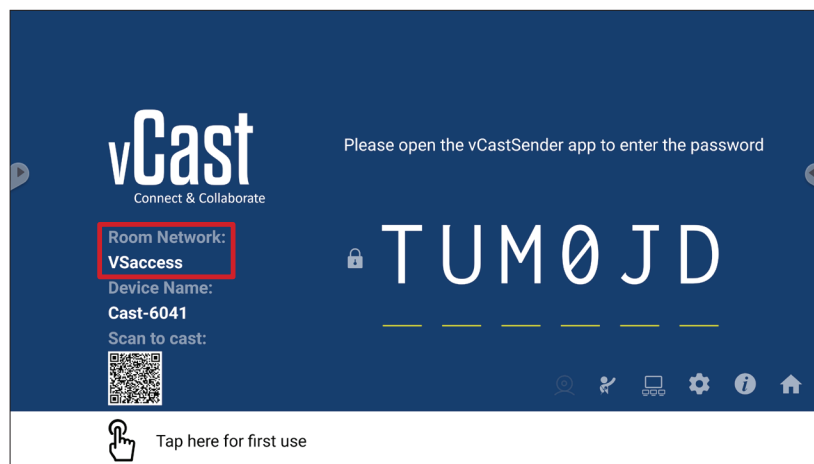 vCast
Connect & Collaborate
Please open the vCastSender app to enter the password
Room Network:
VSaccess
Device Name:
Cast-6041
Scan to cast:
TUM0JD
Tap here for first use